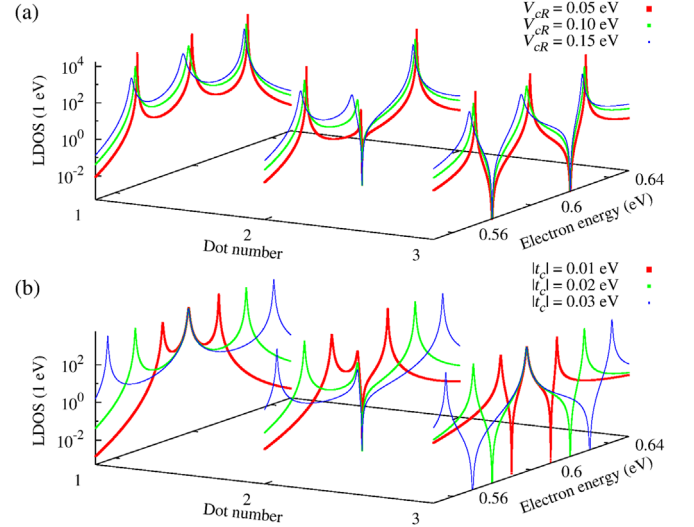 (a)
V_cR = 0.05 eV
V_cR = 0.10 eV
V_cR = 0.15 eV
LDOS (1 eV)
10^4
10^2
10^0
10^-2
1
2
3
Dot number
0.56
0.6
0.64
Electron energy (eV)
(b)
|t_c| = 0.01 eV
|t_c| = 0.02 eV
|t_c| = 0.03 eV
LDOS (1 eV)
10^2
10^0
10^-2
1
2
3
Dot number
0.56
0.6
0.64
Electron energy (eV)